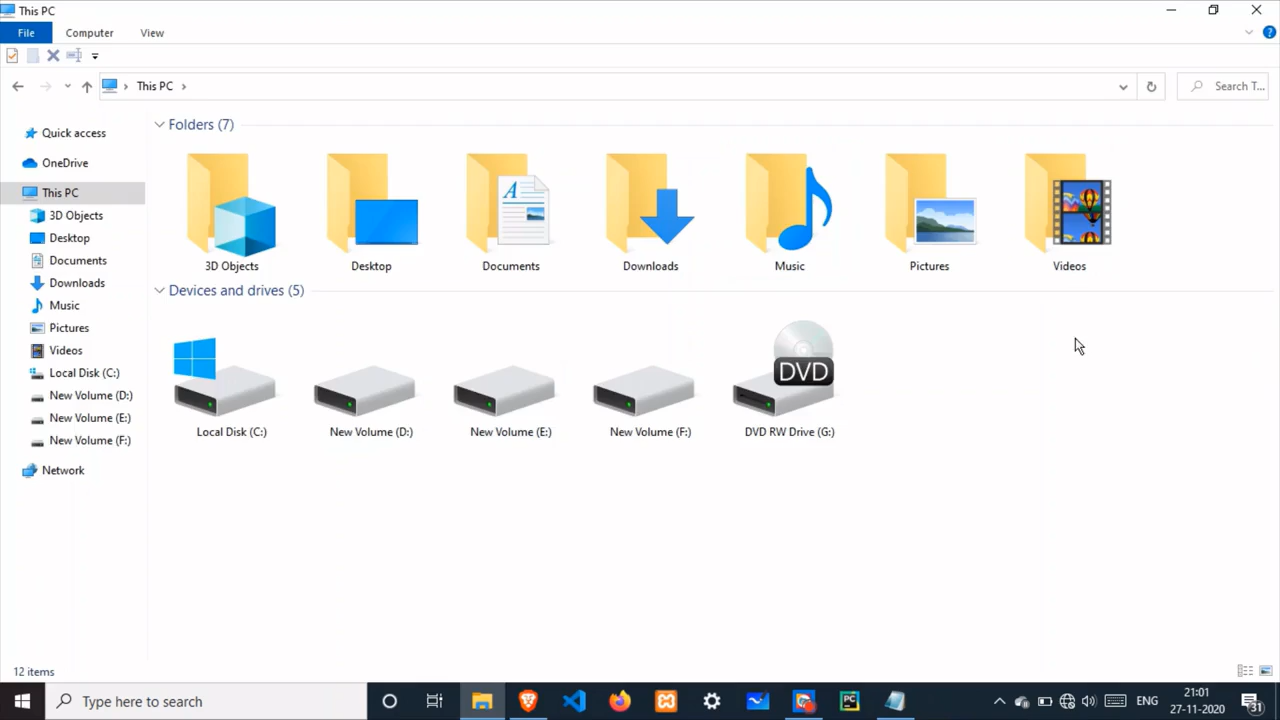 This PC
File Computer View
This PC
Search T...
Quick access
OneDrive
This PC
3D Objects
Desktop
Documents
Downloads
Music
Pictures
Videos
Local Disk (C:)
New Volume (D:)
New Volume (E:)
New Volume (F:)
Network
Folders (7)
3D Objects Desktop Documents Downloads Music Pictures Videos
Devices and drives (5)
DVD
Local Disk (C:) New Volume (D:) New Volume (E:) New Volume (F:) DVD RW Drive (G:)
12 items
Type here to search
PC
ENG
21:01
27-11-2020
31